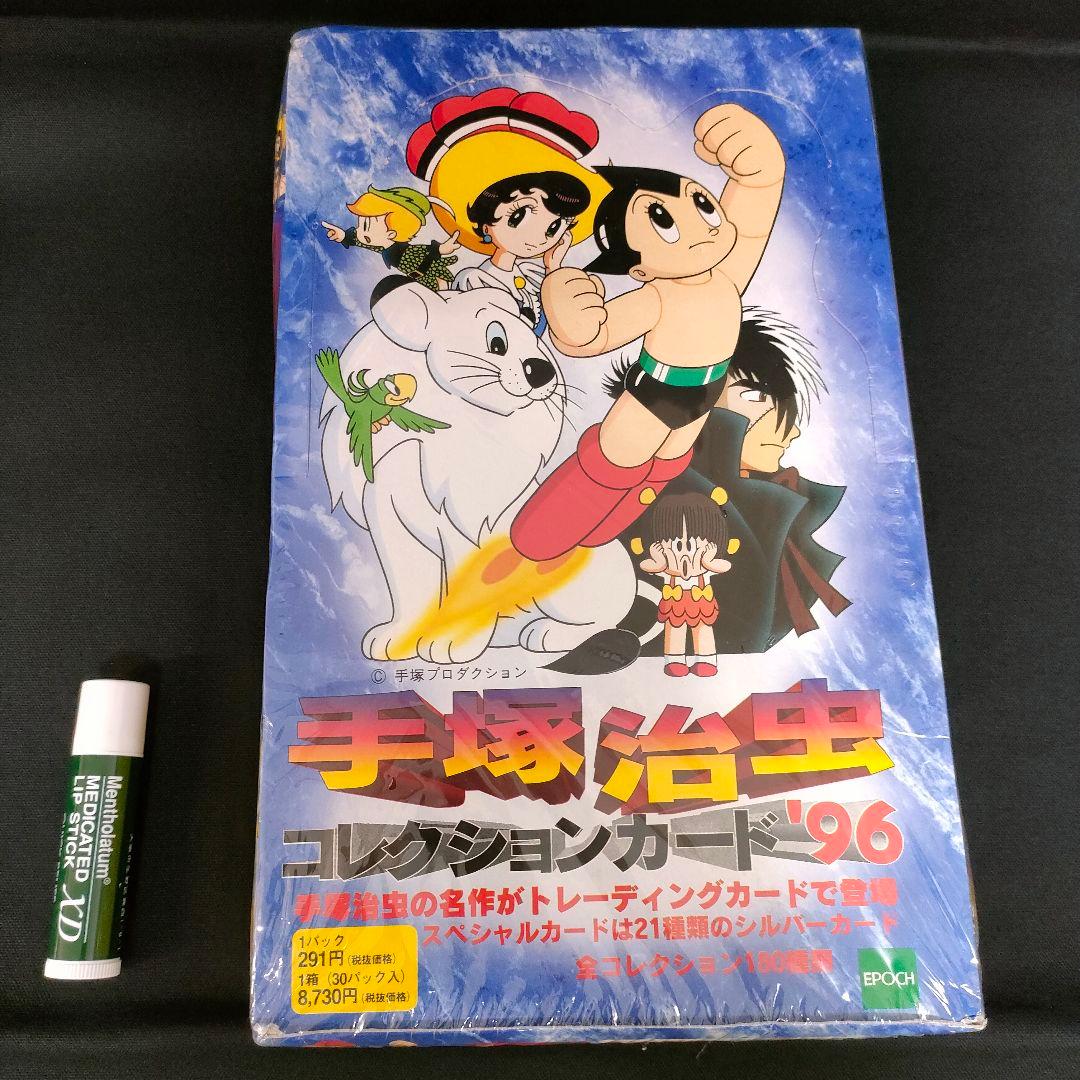 © 手塚プロダクション
手塚治虫
コレクションカード'96
手塚治虫の名作がトレーディングカードで登場
スペシャルカードは21種類のシルバーカード
全コレクション180種類
1パック
291円(税抜価格)
1箱(30パック入)
8,730円(税抜価格)
EPOCH
Mentholatum®
MEDICATED
LIP STICK
XD